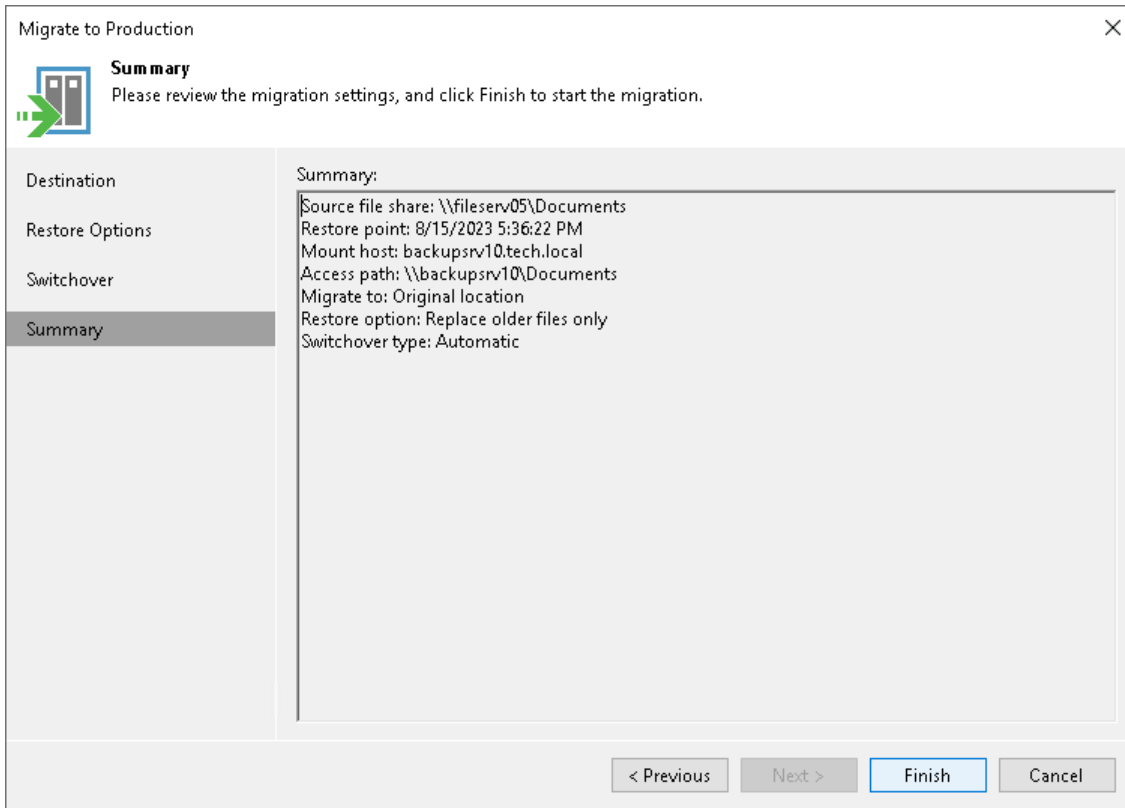 Migrate to Production
Summary
Please review the migration settings, and click Finish to start the migration.
Destination
Restore Options
Switchover
Summary
Summary:
Source file share: \\fileserv05\Documents
Restore point: 8/15/2023 5:36:22 PM
Mount host: backupsrv10.tech.local
Access path: \\backupsrv10\Documents
Migrate to: Original location
Restore option: Replace older files only
Switchover type: Automatic
< Previous
Next >
Finish
Cancel